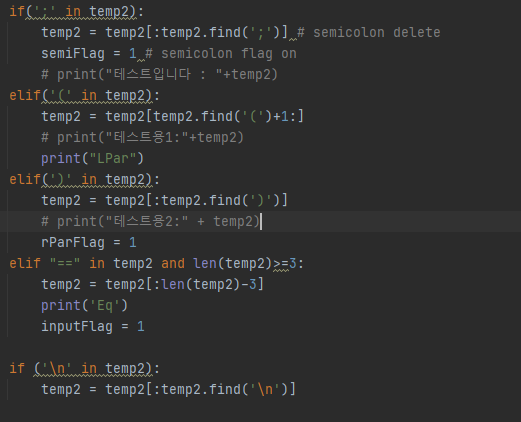 if(';' in temp2):
    temp2 = temp2[:temp2.find(';')] # semicolon delete
    semiFlag = 1 # semicolon flag on
    # print("테스트입니다 : "+temp2)
elif('(' in temp2):
    temp2 = temp2[temp2.find('(')+1:]
    # print("테스트용1:"+temp2)
    print("LPar")
elif(')' in temp2):
    temp2 = temp2[:temp2.find(')')]
    # print("테스트용2:" + temp2)
    rParFlag = 1
elif "==" in temp2 and len(temp2)>=3:
    temp2 = temp2[:len(temp2)-3]
    print('Eq')
    inputFlag = 1

if ('\n' in temp2):
    temp2 = temp2[:temp2.find('\n')]